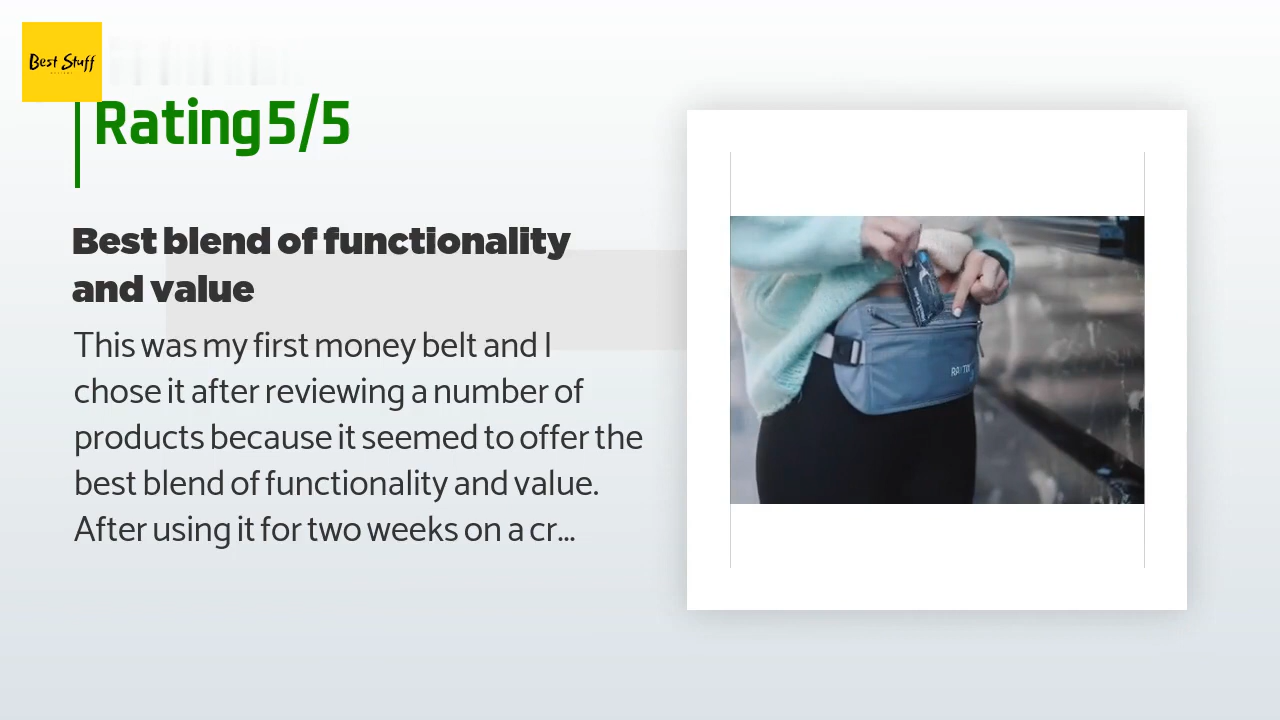 Best Stuff
Rating 5/5
Best blend of functionality
and value
This was my first money belt and I
chose it after reviewing a number of
products because it seemed to offer the
best blend of functionality and value.
After using it for two weeks on a cr...